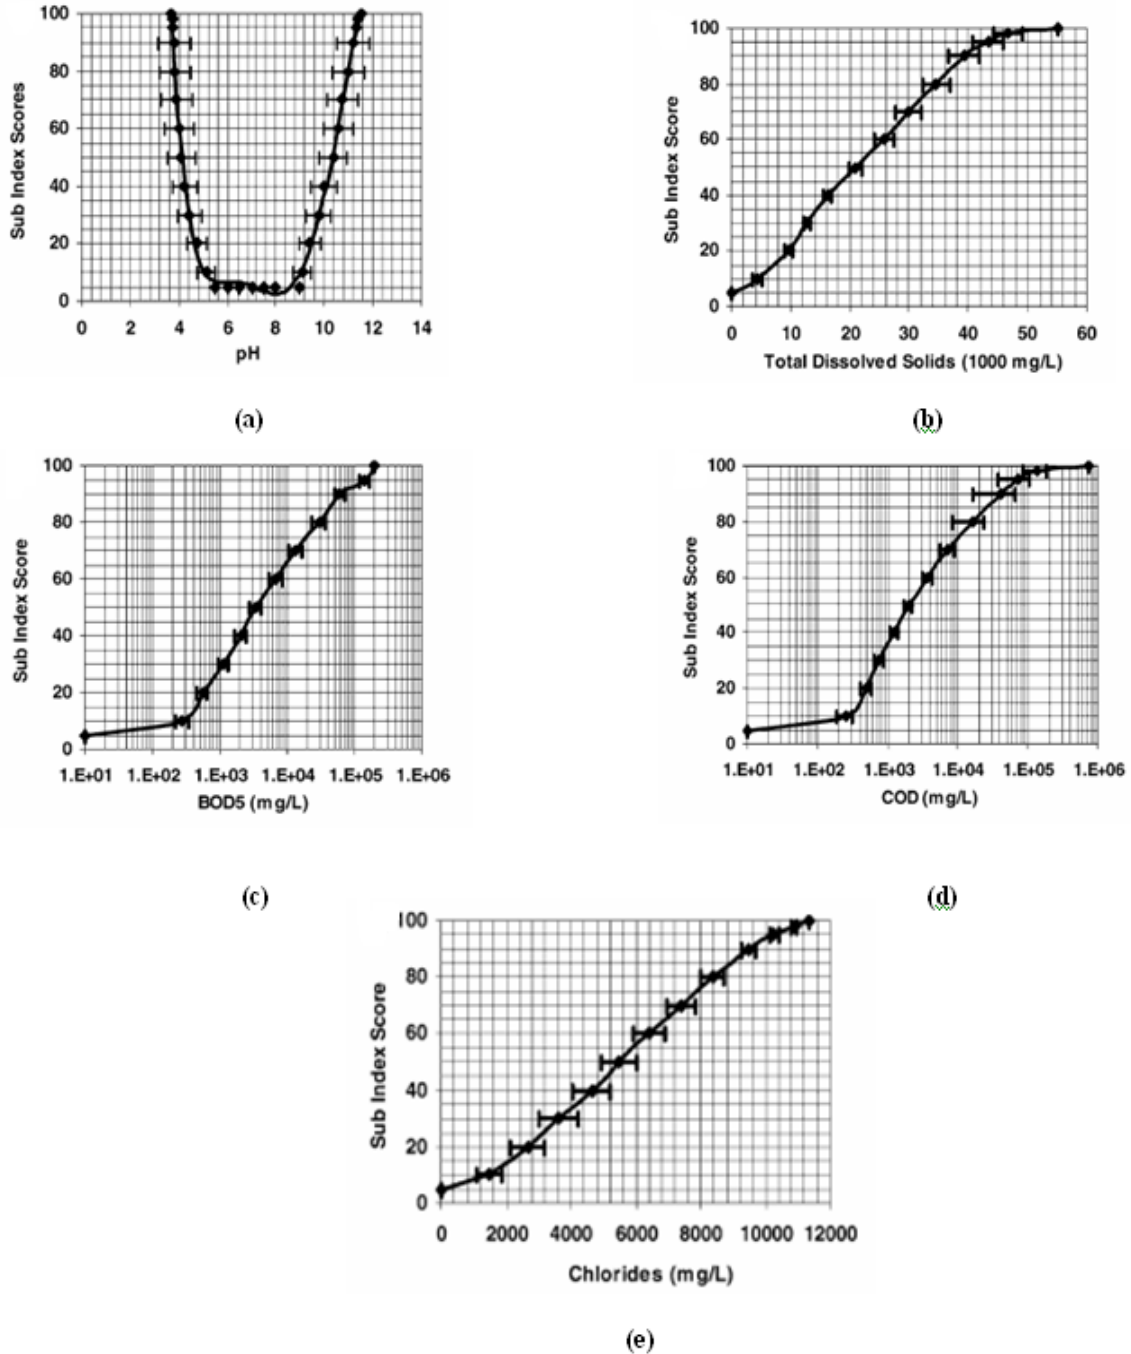 Sub Index Scores
100
80
60
40
20
0
0 2 4 6 8 10 12 14
pH
(a)
Sub Index Score
100
80
60
40
20
0
0 10 20 30 40 50 60
Total Dissolved Solids (1000 mg/L)
(b)
Sub Index Score
100
80
60
40
20
0
1.E+01 1.E+02 1.E+03 1.E+04 1.E+05 1.E+06
BOD5 (mg/L)
(c)
Sub Index Score
100
80
60
40
20
0
1.E+01 1.E+02 1.E+03 1.E+04 1.E+05 1.E+06
COD (mg/L)
(d)
Sub Index Score
100
80
60
40
20
0
0 2000 4000 6000 8000 10000 12000
Chlorides (mg/L)
(e)